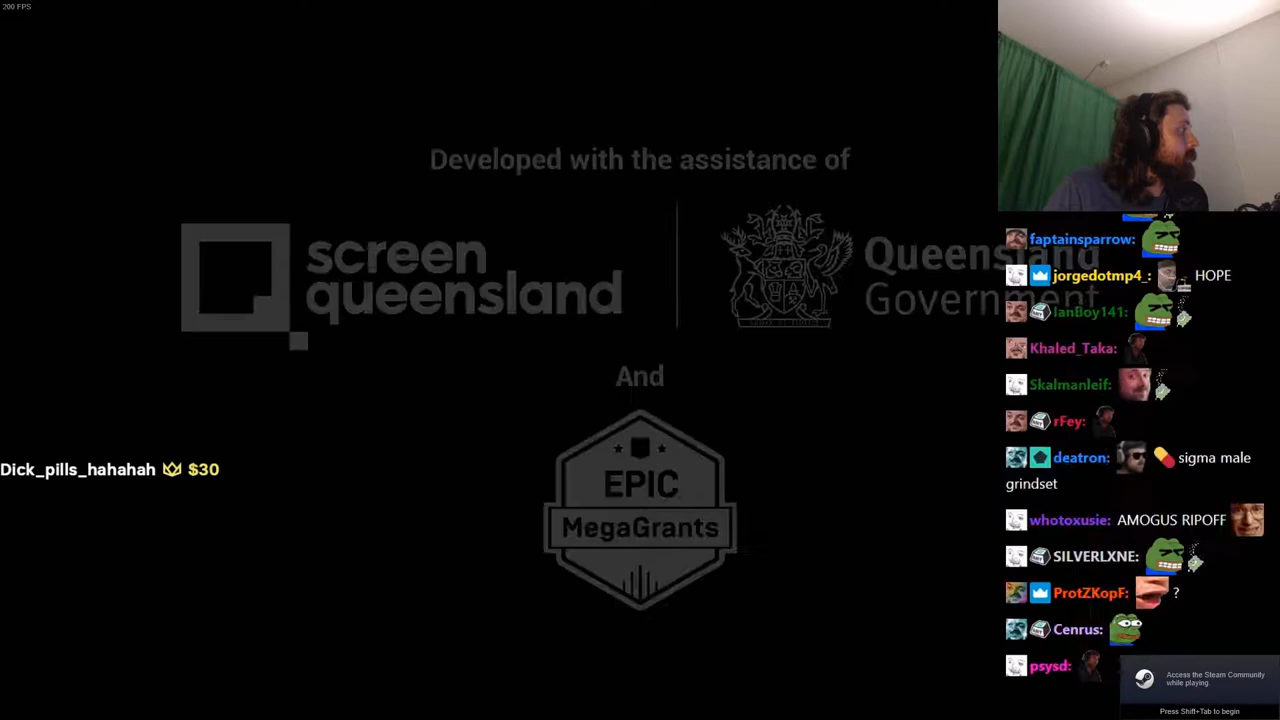 200 FPS
Developed with the assistance of
screen
queensland
Queensland
Government
And
EPIC
MegaGrants
Dick_pills_hahahah $30
faptainsparrow:
jorgedotmp4_: HOPE
IanBoy141:
Khaled_Taka:
Skalmanleif:
rFey:
deatron: sigma male
grindset
whotoxusie: AMOGUS RIPOFF
SILVERLXNE:
ProtZKopF: ?
Cenrus:
psysd:
Access the Steam Community
while playing.
Press Shift+Tab to begin